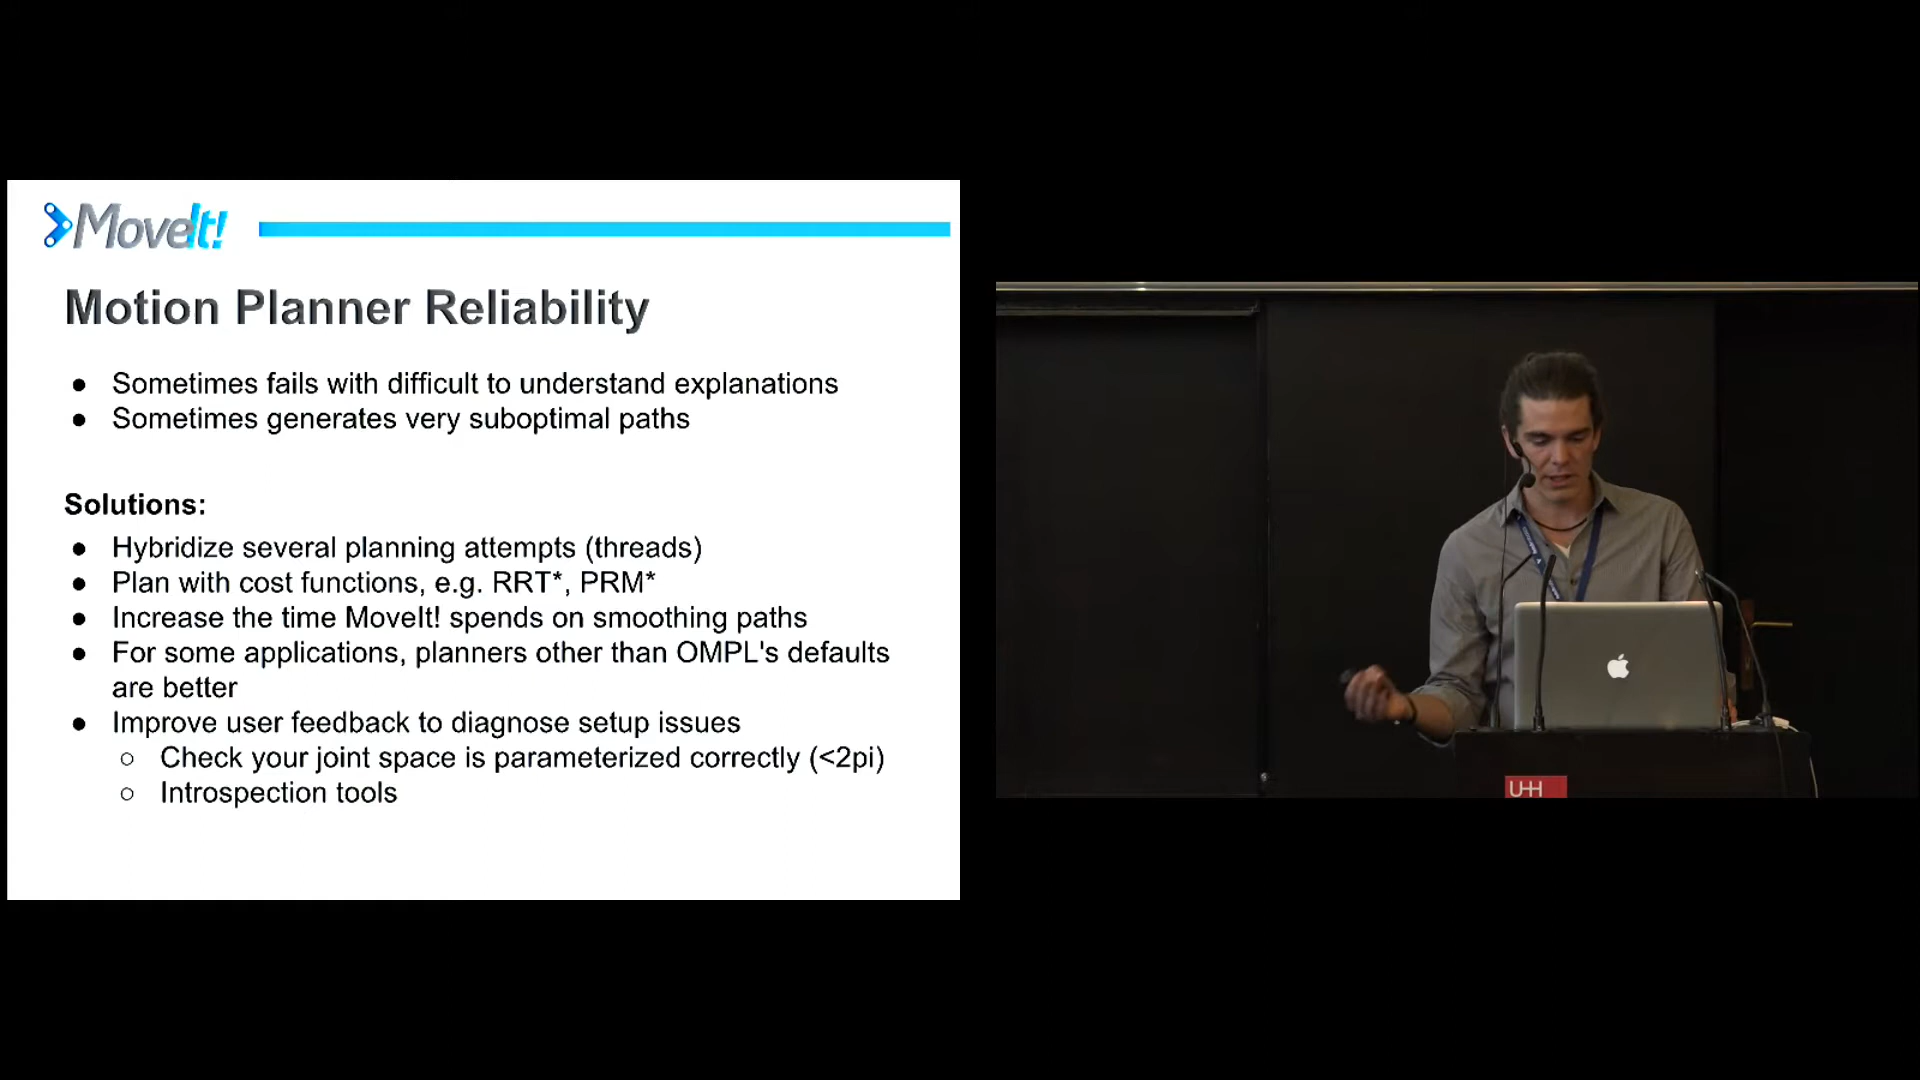 MoveIt!
Motion Planner Reliability
● Sometimes fails with difficult to understand explanations
● Sometimes generates very suboptimal paths
Solutions:
● Hybridize several planning attempts (threads)
● Plan with cost functions, e.g. RRT*, PRM*
● Increase the time MoveIt! spends on smoothing paths
● For some applications, planners other than OMPL's defaults
are better
● Improve user feedback to diagnose setup issues
○ Check your joint space is parameterized correctly (<2pi)
○ Introspection tools
UHH